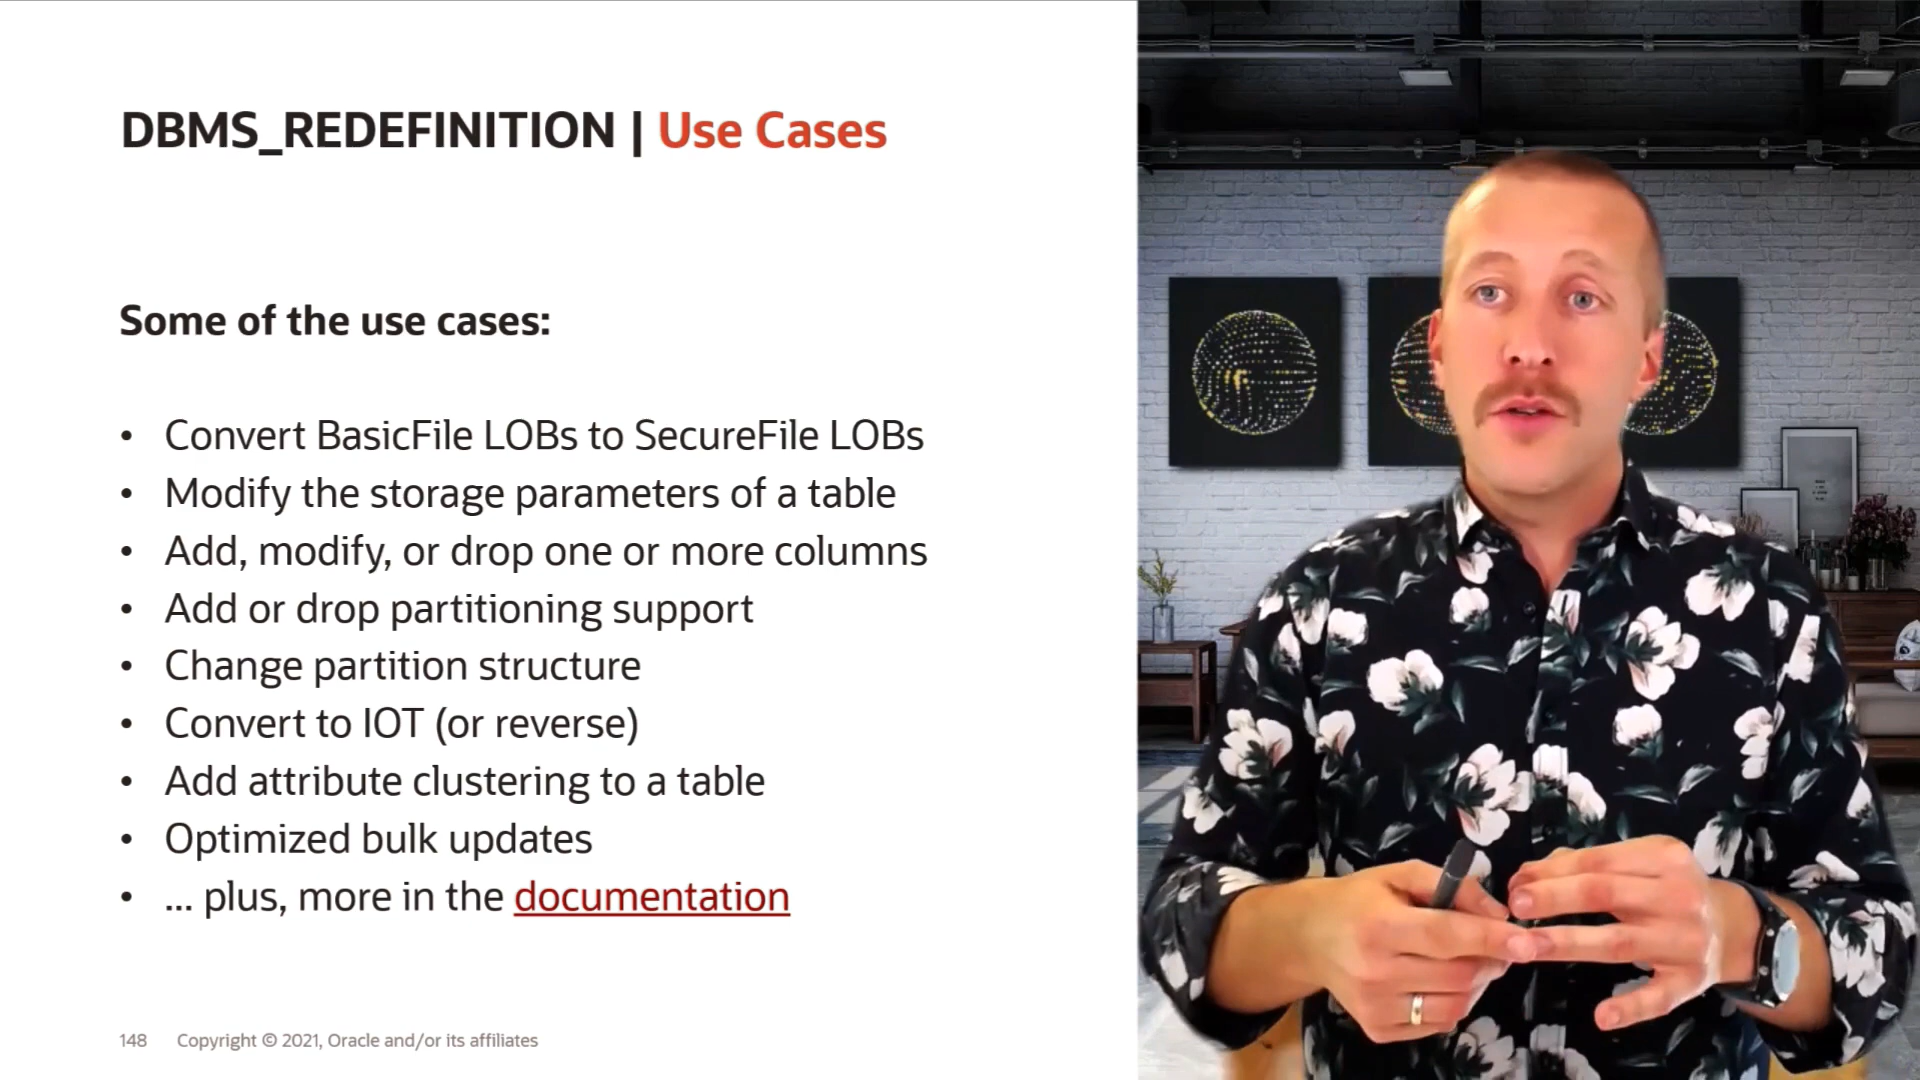 DBMS_REDEFINITION | Use Cases
Some of the use cases:
• Convert BasicFile LOBs to SecureFile LOBs
• Modify the storage parameters of a table
• Add, modify, or drop one or more columns
• Add or drop partitioning support
• Change partition structure
• Convert to IOT (or reverse)
• Add attribute clustering to a table
• Optimized bulk updates
• ... plus, more in the documentation
148 Copyright © 2021, Oracle and/or its affiliates